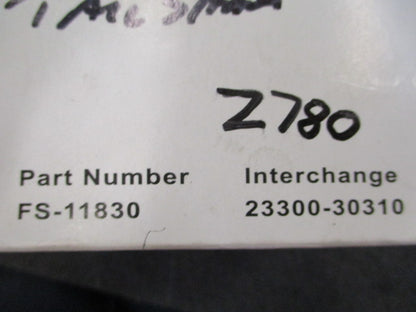 Z780
Part Number Interchange
FS-11830 23300-30310